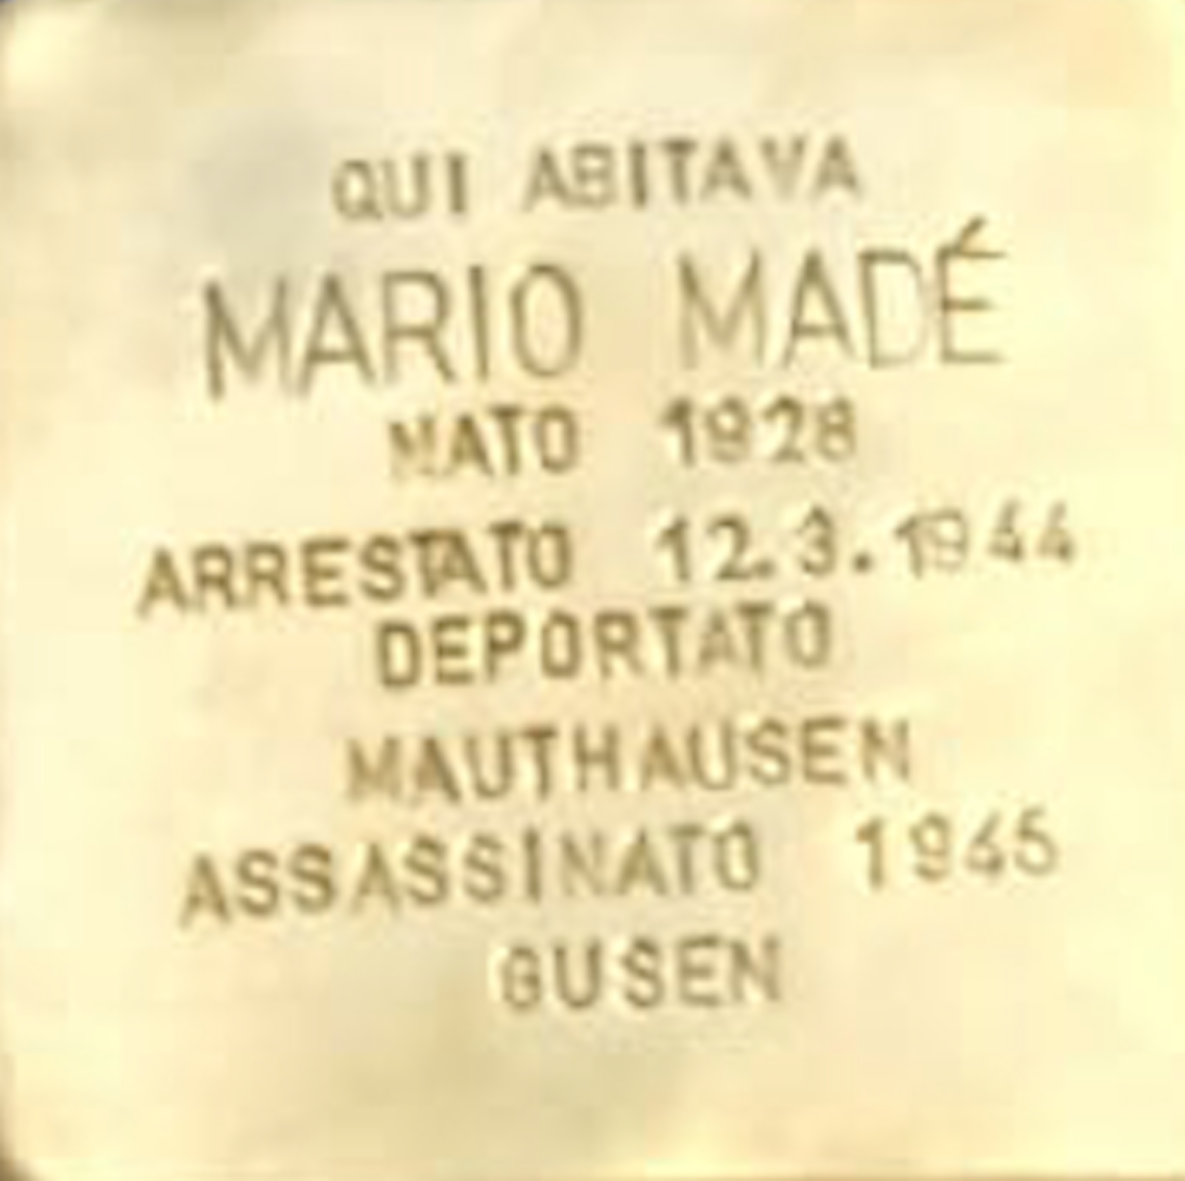 QUI ABITAVA
MARIO MADÉ
NATO 1928
ARRESTATO 12.3.1944
DEPORTATO
MAUTHAUSEN
ASSASSINATO 1945
GUSEN